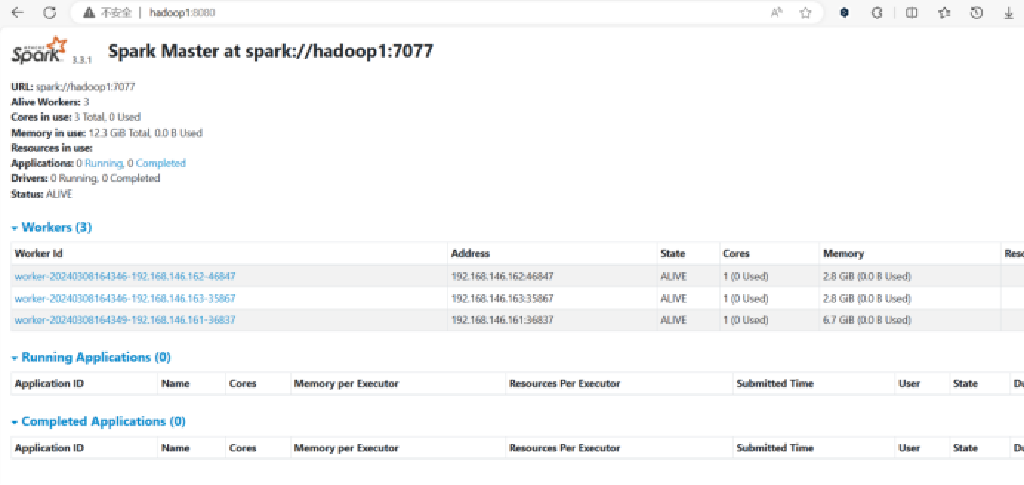 不安全 | hadoop1:8080
APACHE Spark 3.3.1 Spark Master at spark://hadoop1:7077
URL: spark://hadoop1:7077
Alive Workers: 3
Cores in use: 3 Total, 0 Used
Memory in use: 12.3 GiB Total, 0.0 B Used
Resources in use:
Applications: 0 Running, 0 Completed
Drivers: 0 Running, 0 Completed
Status: ALIVE
Workers (3)
Worker Id Address State Cores Memory Reso
worker-20240308164346-192.168.146.162-46847 192.168.146.162:46847 ALIVE 1 (0 Used) 2.8 GiB (0.0 B Used)
worker-20240308164346-192.168.146.163-35867 192.168.146.163:35867 ALIVE 1 (0 Used) 2.8 GiB (0.0 B Used)
worker-20240308164349-192.168.146.161-36837 192.168.146.161:36837 ALIVE 1 (0 Used) 6.7 GiB (0.0 B Used)
Running Applications (0)
Application ID Name Cores Memory per Executor Resources Per Executor Submitted Time User State Du
Completed Applications (0)
Application ID Name Cores Memory per Executor Resources Per Executor Submitted Time User State Du